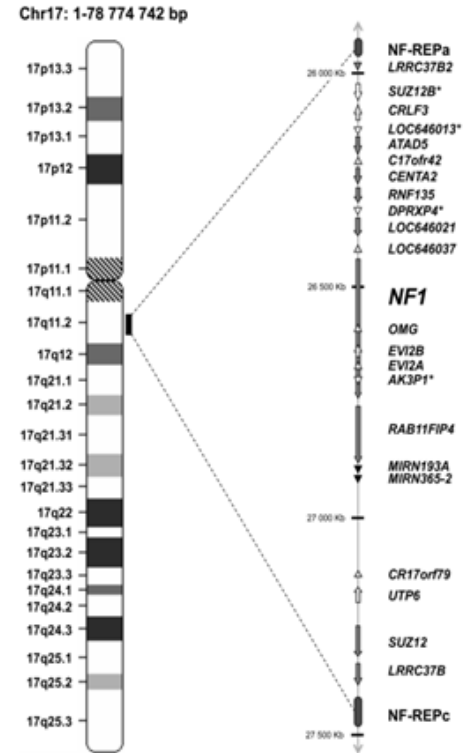 Chr17: 1-78 774 742 bp
17p13.3
17p13.2
17p13.1
17p12
17p11.2
17p11.1
17q11.1
17q11.2
17q12
17q21.1
17q21.2
17q21.31
17q21.32
17q21.33
17q22
17q23.1
17q23.2
17q23.3
17q24.1
17q24.2
17q24.3
17q25.1
17q25.2
17q25.3
26 000 Kb
26 500 Kb
27 000 Kb
27 500 Kb
NF-REPa
LRRC37B2
SUZ12B*
CRLF3
LOC646013*
ATAD5
C17ofr42
CENTA2
RNF135
DPRXP4*
LOC646021
LOC646037
NF1
OMG
EVI2B
EVI2A
AK3P1*
RAB11FIP4
MIRN193A
MIRN365-2
CR17orf79
UTP6
SUZ12
LRRC37B
NF-REPc